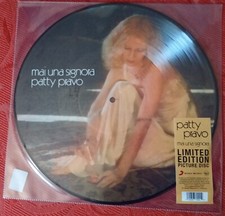 mai una signora
patty pravo
patty
pravo
mai una signora
LIMITED
EDITION
PICTURE DISC